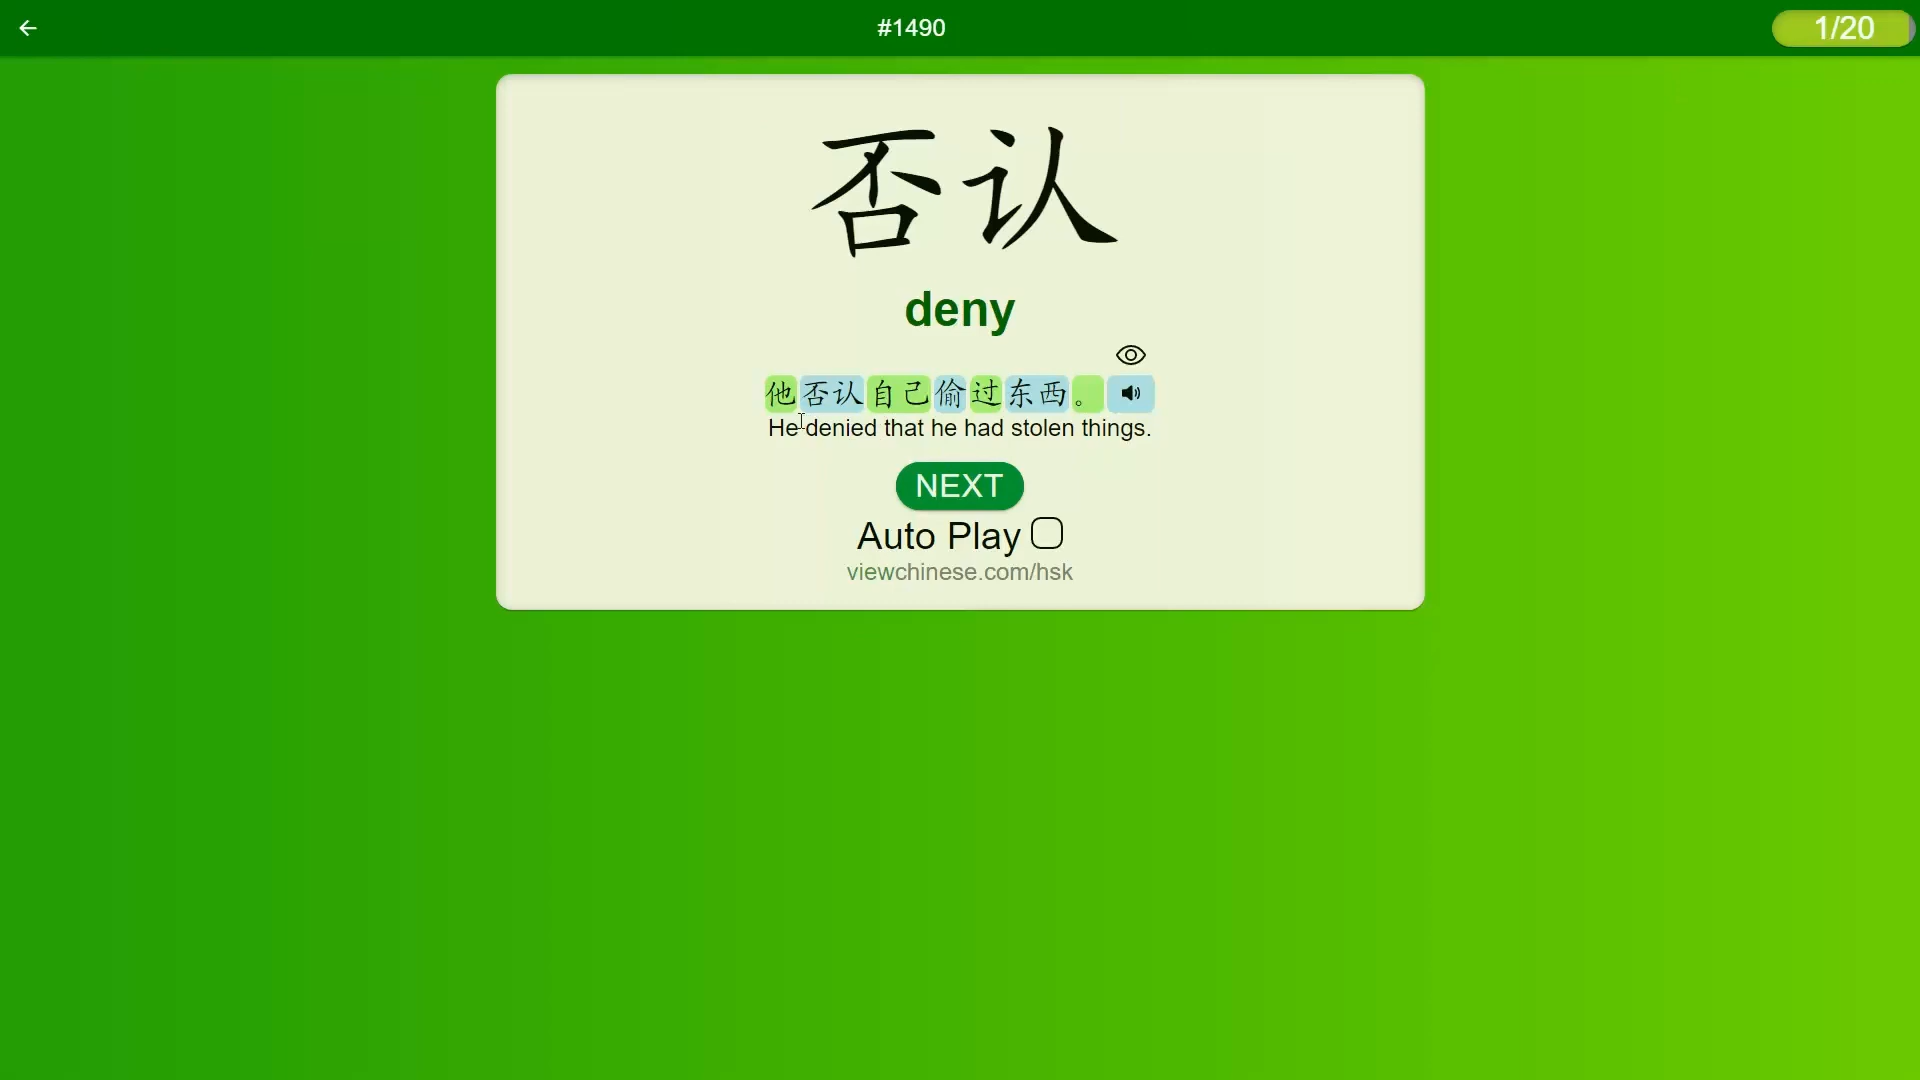 #1490
1/20
否认
deny
他否认自己偷过东西。
He denied that he had stolen things.
NEXT
Auto Play
viewchinese.com/hsk